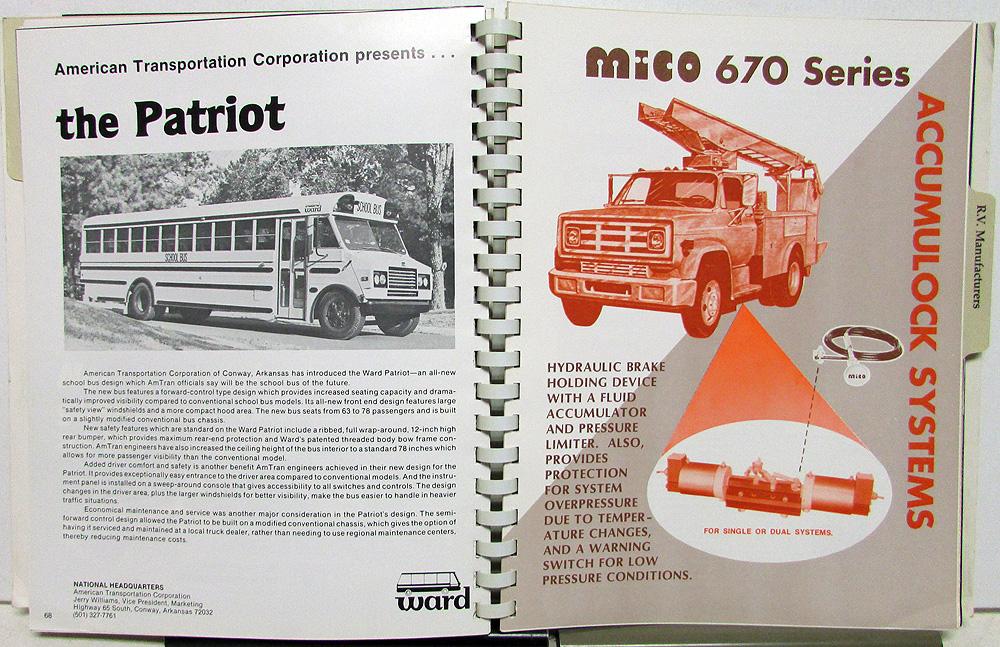 American Transportation Corporation presents . . .
the Patriot
ward
SCHOOL BUS
SCHOOL BUS
American Transportation Corporation of Conway, Arkansas has introduced the Ward Patriot—an all-new
school bus design which AmTran officials say will be the school bus of the future.
The new bus features a forward-control type design which provides increased seating capacity and drama-
tically improved visibility compared to conventional school bus models. Its all-new front end design features large
"safety view" windshields and a more compact hood area. The new bus seats from 63 to 78 passengers and is built
on a slightly modified conventional bus chassis.
New safety features which are standard on the Ward Patriot include a ribbed, full wrap-around, 12-inch high
rear bumper, which provides maximum rear-end protection and Ward's patented threaded body bow frame con-
struction. AmTran engineers have also increased the ceiling height of the bus interior to a standard 78 inches which
allows for more passenger visibility than the conventional model.
Added driver comfort and safety is another benefit AmTran engineers achieved in their new design for the
Patriot. It provides exceptionally easy entrance to the driver area compared to conventional models. And the instru-
ment panel is installed on a sweep-around console that gives accessibility to all switches and controls. The design
changes in the driver area, plus the larger windshields for better visibility, make the bus easier to handle in heavier
traffic situations.
Economical maintenance and service was another major consideration in the Patriot's design. The semi-
forward control design allowed the Patriot to be built on a modified conventional chassis, which gives the option of
having it serviced and maintained at a local truck dealer, rather than needing to use regional maintenance centers,
thereby reducing maintenance costs.
NATIONAL HEADQUARTERS
American Transportation Corporation
Jerry Williams, Vice President, Marketing
Highway 65 South, Conway, Arkansas 72032
(501) 327-7761
ward
68
mico 670 Series
ACCUMULOCK SYSTEMS
HYDRAULIC BRAKE
HOLDING DEVICE
WITH A FLUID
ACCUMULATOR
AND PRESSURE
LIMITER. ALSO,
PROVIDES
PROTECTION
FOR SYSTEM
OVERPRESSURE
DUE TO TEMPER-
ATURE CHANGES,
AND A WARNING
SWITCH FOR LOW
PRESSURE CONDITIONS.
mico
FOR SINGLE OR DUAL SYSTEMS.
R.V. Manufacturers